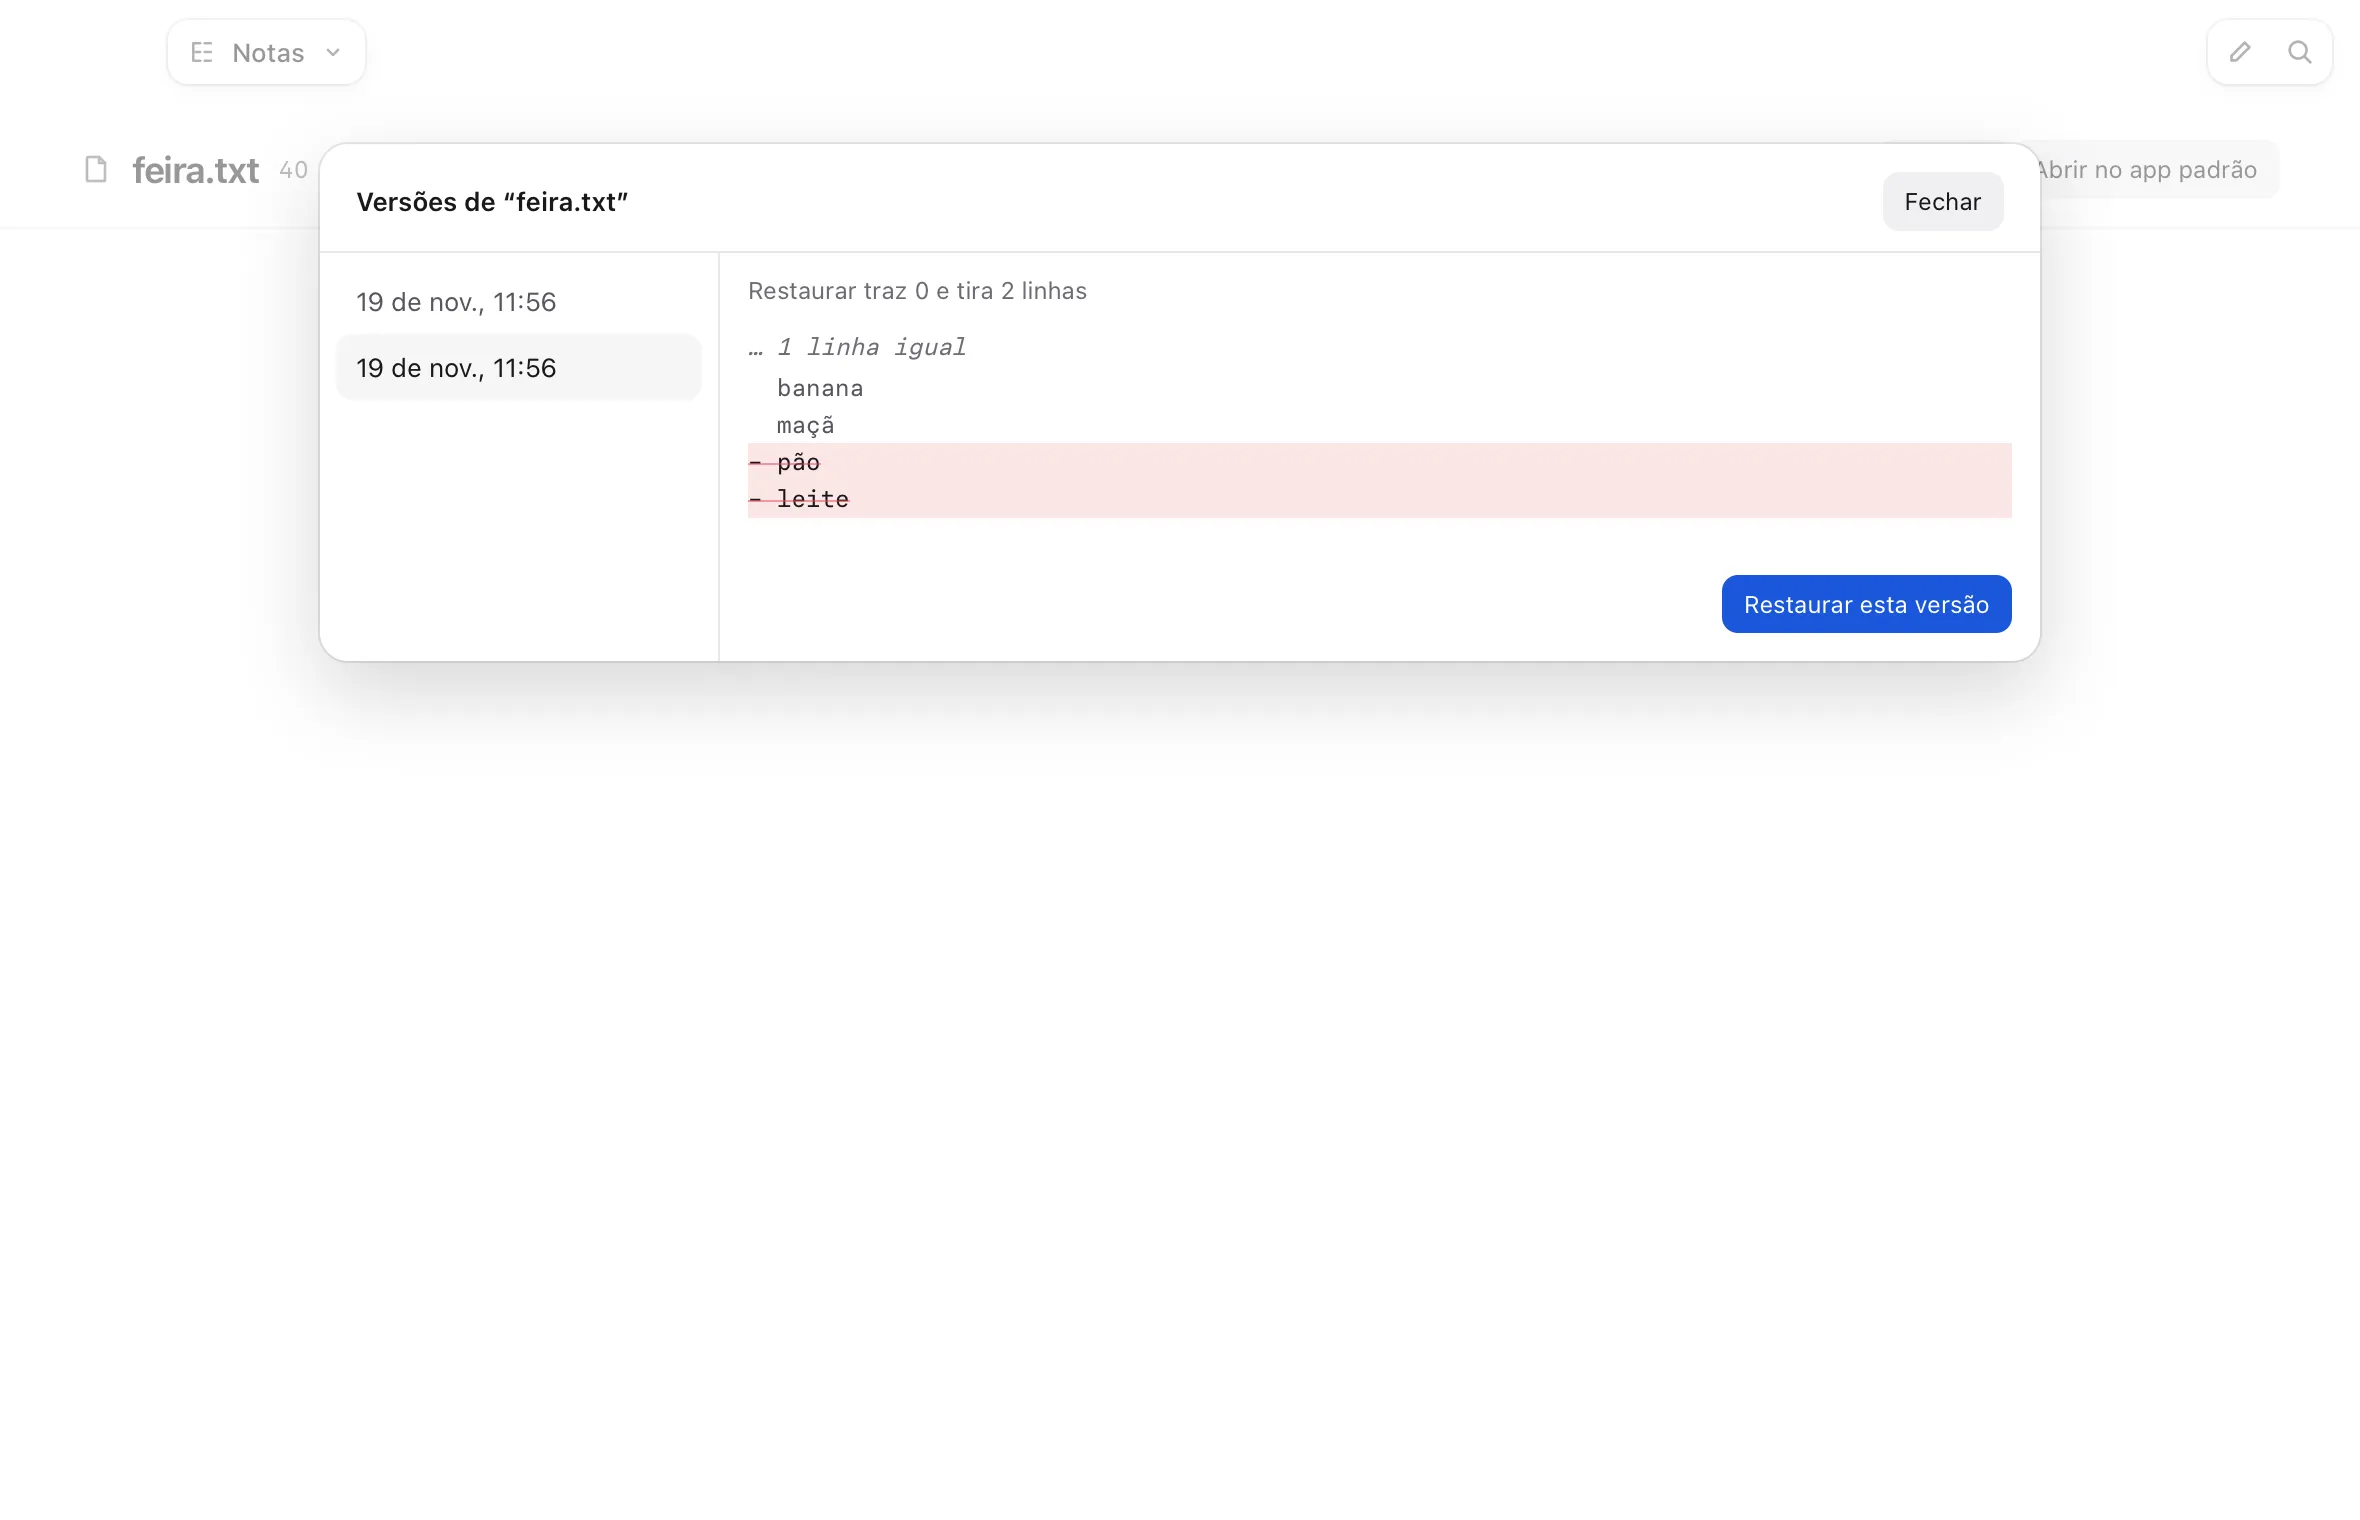 Notas
feira.txt 40
Abrir no app padrão
Versões de “feira.txt”
Fechar
19 de nov., 11:56
19 de nov., 11:56
Restaurar traz 0 e tira 2 linhas
… 1 linha igual
banana
maçã
- pão
- leite
Restaurar esta versão